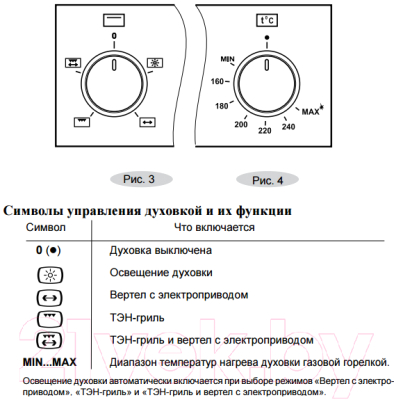 0
t°C
MIN
160
180
200
220
240
MAX
Рис. 3
Рис. 4
Символы управления духовкой и их функции
Символ Что включается
0 (●) Духовка выключена
Освещение духовки
Вертел с электроприводом
ТЭН-гриль
ТЭН-гриль и вертел с электроприводом
MIN...MAX Диапазон температур нагрева духовки газовой горелкой.
Освещение духовки автоматически включается при выборе режимов «Вертел с электро-
приводом», «ТЭН-гриль» и «ТЭН-гриль и вертел с электроприводом».